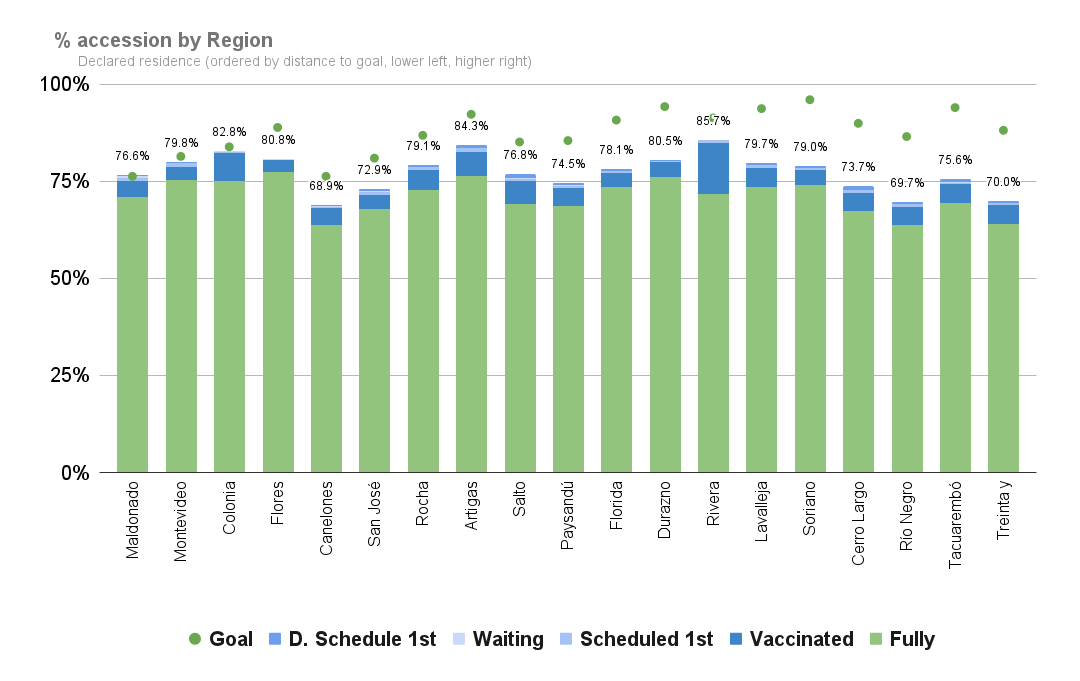 % accession by Region
Declared residence (ordered by distance to goal, lower left, higher right)
100%
75%
50%
25%
0%
76.6%
79.8%
82.8%
80.8%
68.9%
72.9%
79.1%
84.3%
76.8%
74.5%
78.1%
80.5%
85.7%
79.7%
79.0%
73.7%
69.7%
75.6%
70.0%
Maldonado
Montevideo
Colonia
Flores
Canelones
San José
Rocha
Artigas
Salto
Paysandú
Florida
Durazno
Rivera
Lavalleja
Soriano
Cerro Largo
Río Negro
Tacuarembó
Treinta y
Goal
D. Schedule 1st
Waiting
Scheduled 1st
Vaccinated
Fully